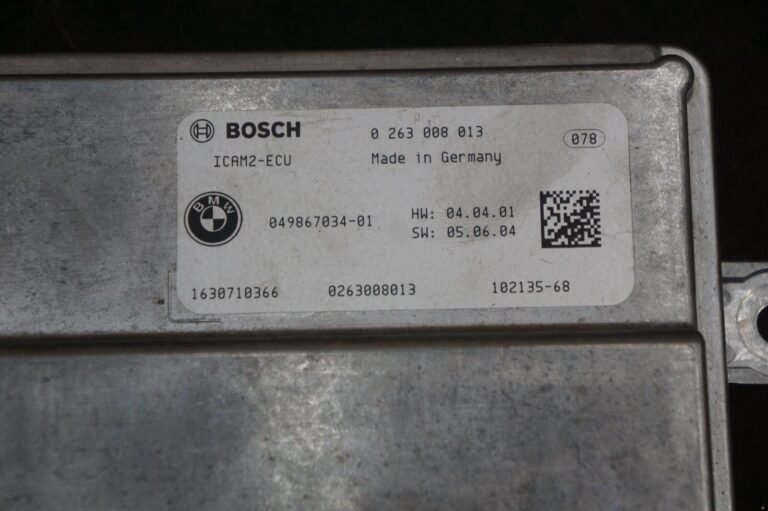 BOSCH 0 263 008 013 078
ICAM2-ECU Made in Germany
BMW
049867034-01 HW: 04.04.01
SW: 05.06.04
1630710366 0263008013 102135-68